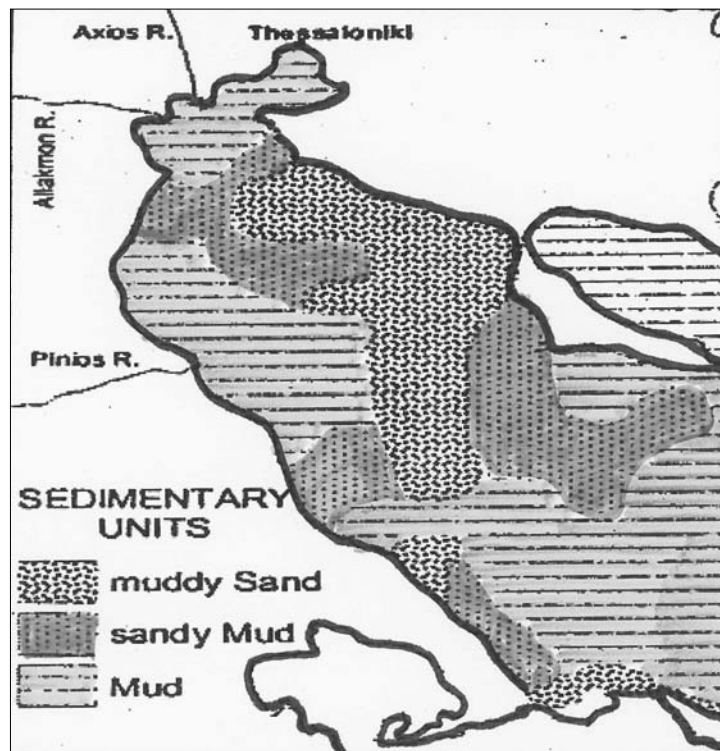 Axios R.
Thessaloniki
Aliakmon R.
Pinios R.
SEDIMENTARY
UNITS
muddy Sand
sandy Mud
Mud